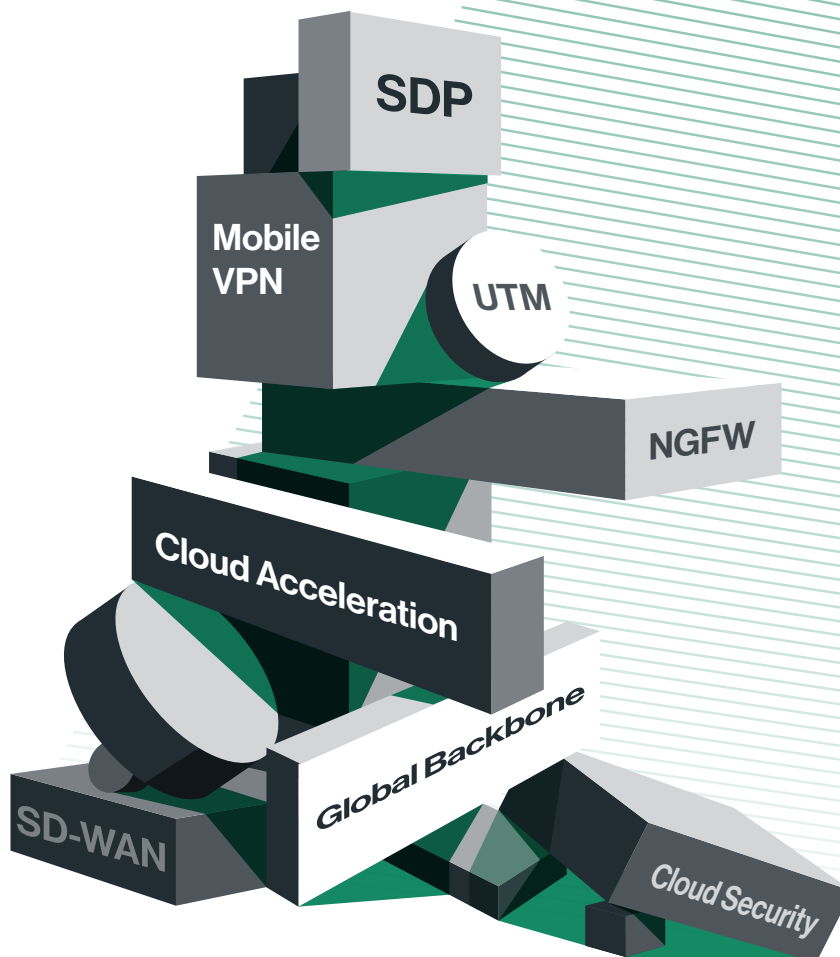 SDP
Mobile
VPN
UTM
NGFW
Cloud Acceleration
Global Backbone
SD-WAN
Cloud Security